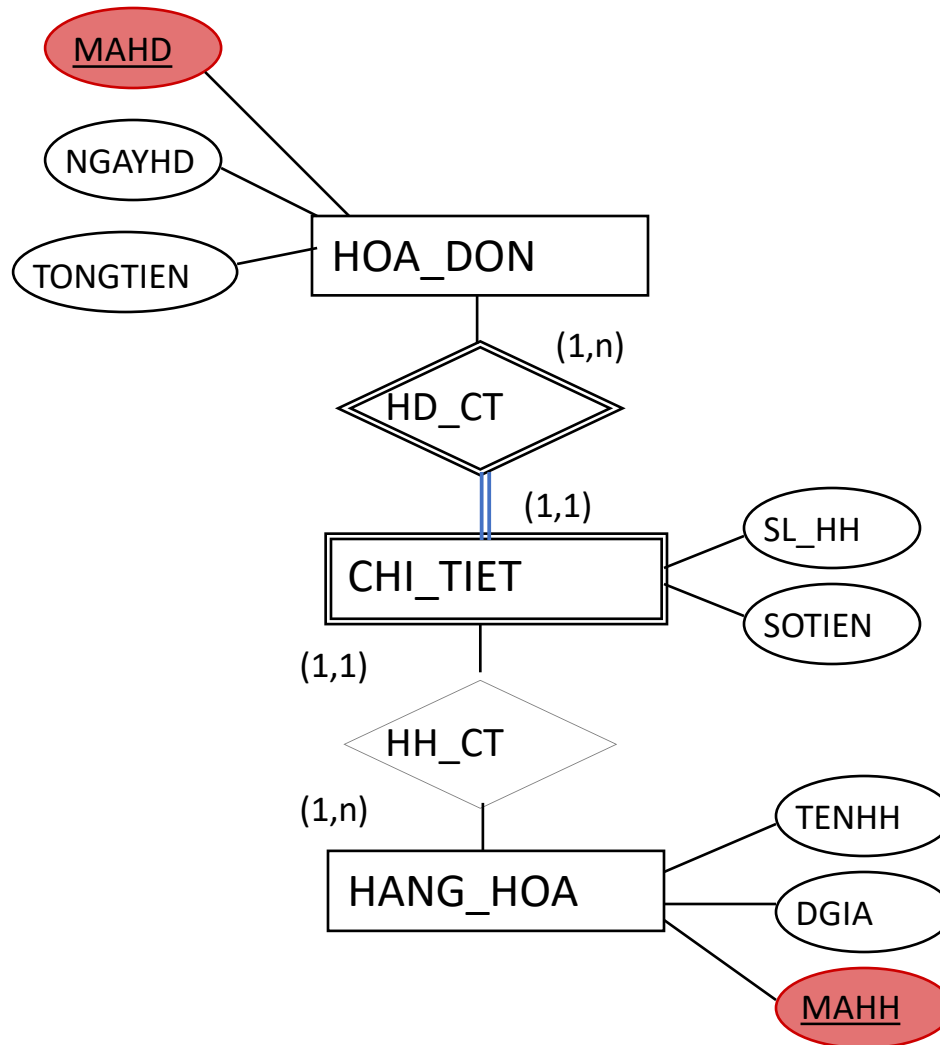 MAHD
NGAYHD
TONGTIEN
HOA_DON
(1,n)
HD_CT
(1,1)
SL_HH
CHI_TIET
SOTIEN
(1,1)
HH_CT
(1,n)
TENHH
HANG_HOA
DGIA
MAHH